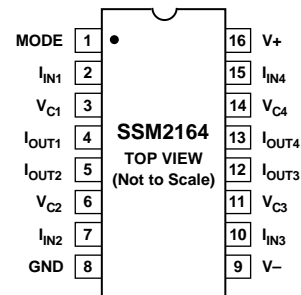 MODE 1 16 V+
IIN1 2 15 IIN4
VC1 3 14 VC4
IOUT1 4 13 IOUT4
IOUT2 5 12 IOUT3
VC2 6 11 VC3
IIN2 7 10 IIN3
GND 8 9 V–
SSM2164
TOP VIEW
(Not to Scale)